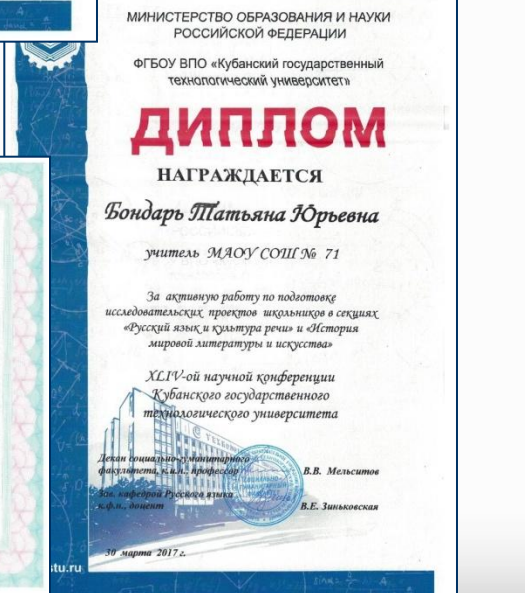 МИНИСТЕРСТВО ОБРАЗОВАНИЯ И НАУКИ
РОССИЙСКОЙ ФЕДЕРАЦИИ
ФГБОУ ВПО «Кубанский государственный
технологический университет»
ДИПЛОМ
НАГРАЖДАЕТСЯ
Бондарь Татьяна Юрьевна
учитель МАОУ СОШ № 71
За активную работу по подготовке
исследовательских проектов школьников в секциях
«Русский язык и культура речи» и «История
мировой литературы и искусства»
XLIV-ой научной конференции
Кубанского государственного
технологического университета
Декан социально-гуманитарного
факультета, к.и.н., профессор
В.В. Мельситов
Зав. кафедрой Русского языка
к.ф.н., доцент
В.Е. Зиньковская
30 марта 2017 г.
stu.ru